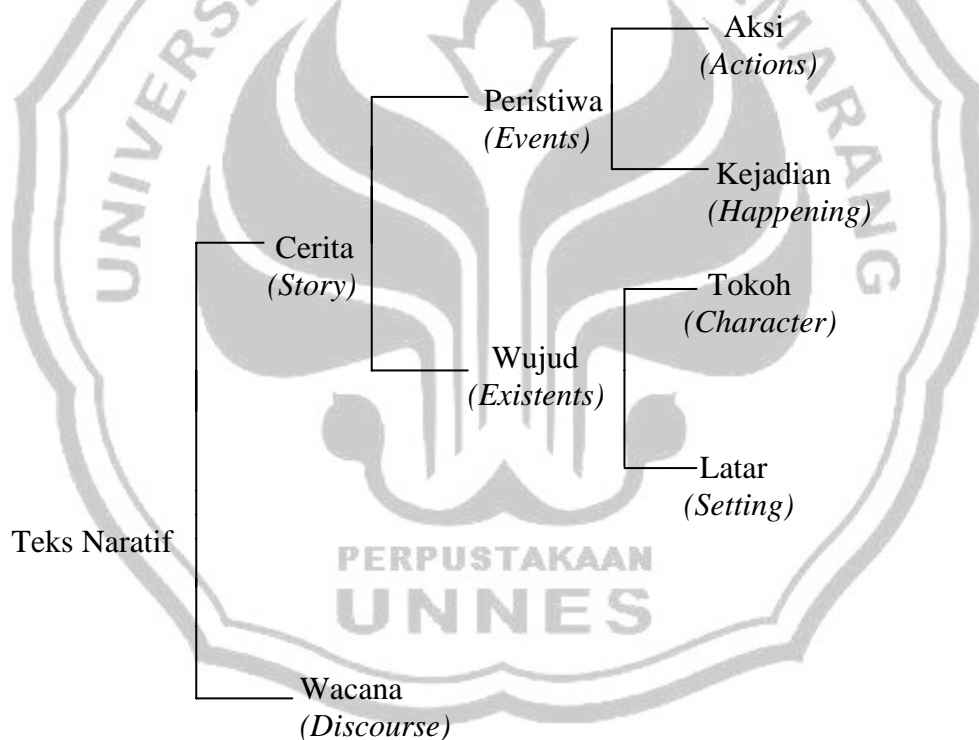 Aksi
(Actions)
Peristiwa
(Events)
Kejadian
(Happening)
Cerita
(Story)
Tokoh
(Character)
Wujud
(Existents)
Latar
(Setting)
Teks Naratif
PERPUSTAKAAN
UNNES
Wacana
(Discourse)